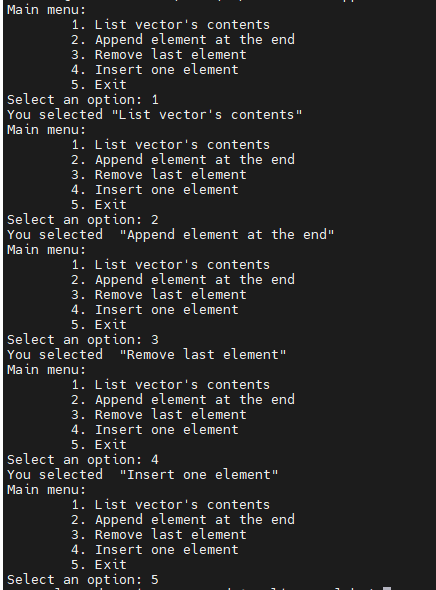 Main menu:
1. List vector's contents
2. Append element at the end
3. Remove last element
4. Insert one element
5. Exit
Select an option: 1
You selected "List vector's contents"
Main menu:
1. List vector's contents
2. Append element at the end
3. Remove last element
4. Insert one element
5. Exit
Select an option: 2
You selected  "Append element at the end"
Main menu:
1. List vector's contents
2. Append element at the end
3. Remove last element
4. Insert one element
5. Exit
Select an option: 3
You selected  "Remove last element"
Main menu:
1. List vector's contents
2. Append element at the end
3. Remove last element
4. Insert one element
5. Exit
Select an option: 4
You selected  "Insert one element"
Main menu:
1. List vector's contents
2. Append element at the end
3. Remove last element
4. Insert one element
5. Exit
Select an option: 5